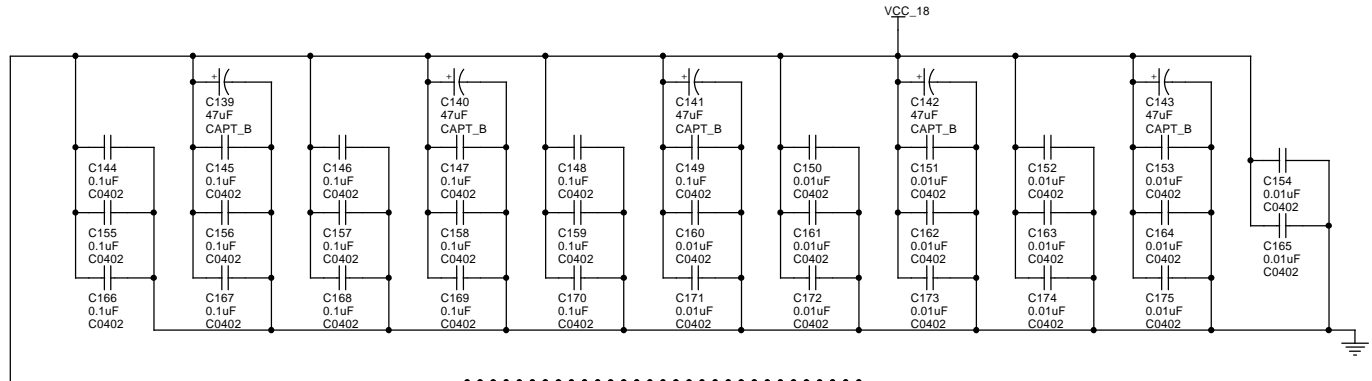 VCC_18
+
C139
47uF
CAPT_B
+
C140
47uF
CAPT_B
+
C141
47uF
CAPT_B
+
C142
47uF
CAPT_B
+
C143
47uF
CAPT_B
C144
0.1uF
C0402
C145
0.1uF
C0402
C146
0.1uF
C0402
C147
0.1uF
C0402
C148
0.1uF
C0402
C149
0.1uF
C0402
C150
0.01uF
C0402
C151
0.01uF
C0402
C152
0.01uF
C0402
C153
0.01uF
C0402
C154
0.01uF
C0402
C155
0.1uF
C0402
C156
0.1uF
C0402
C157
0.1uF
C0402
C158
0.1uF
C0402
C159
0.1uF
C0402
C160
0.01uF
C0402
C161
0.01uF
C0402
C162
0.01uF
C0402
C163
0.01uF
C0402
C164
0.01uF
C0402
C165
0.01uF
C0402
C166
0.1uF
C0402
C167
0.1uF
C0402
C168
0.1uF
C0402
C169
0.1uF
C0402
C170
0.1uF
C0402
C171
0.01uF
C0402
C172
0.01uF
C0402
C173
0.01uF
C0402
C174
0.01uF
C0402
C175
0.01uF
C0402